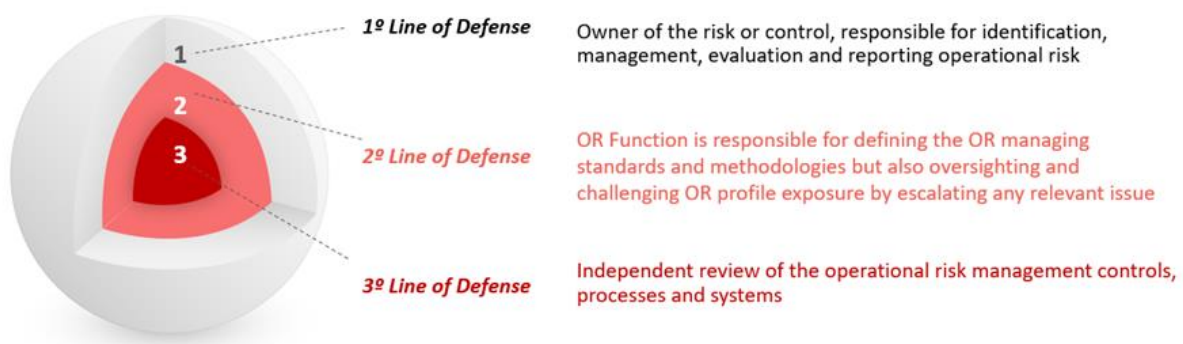 1
2
3
1º Line of Defense
Owner of the risk or control, responsible for identification,
management, evaluation and reporting operational risk
2º Line of Defense
OR Function is responsible for defining the OR managing
standards and methodologies but also oversighting and
challenging OR profile exposure by escalating any relevant issue
3º Line of Defense
Independent review of the operational risk management controls,
processes and systems